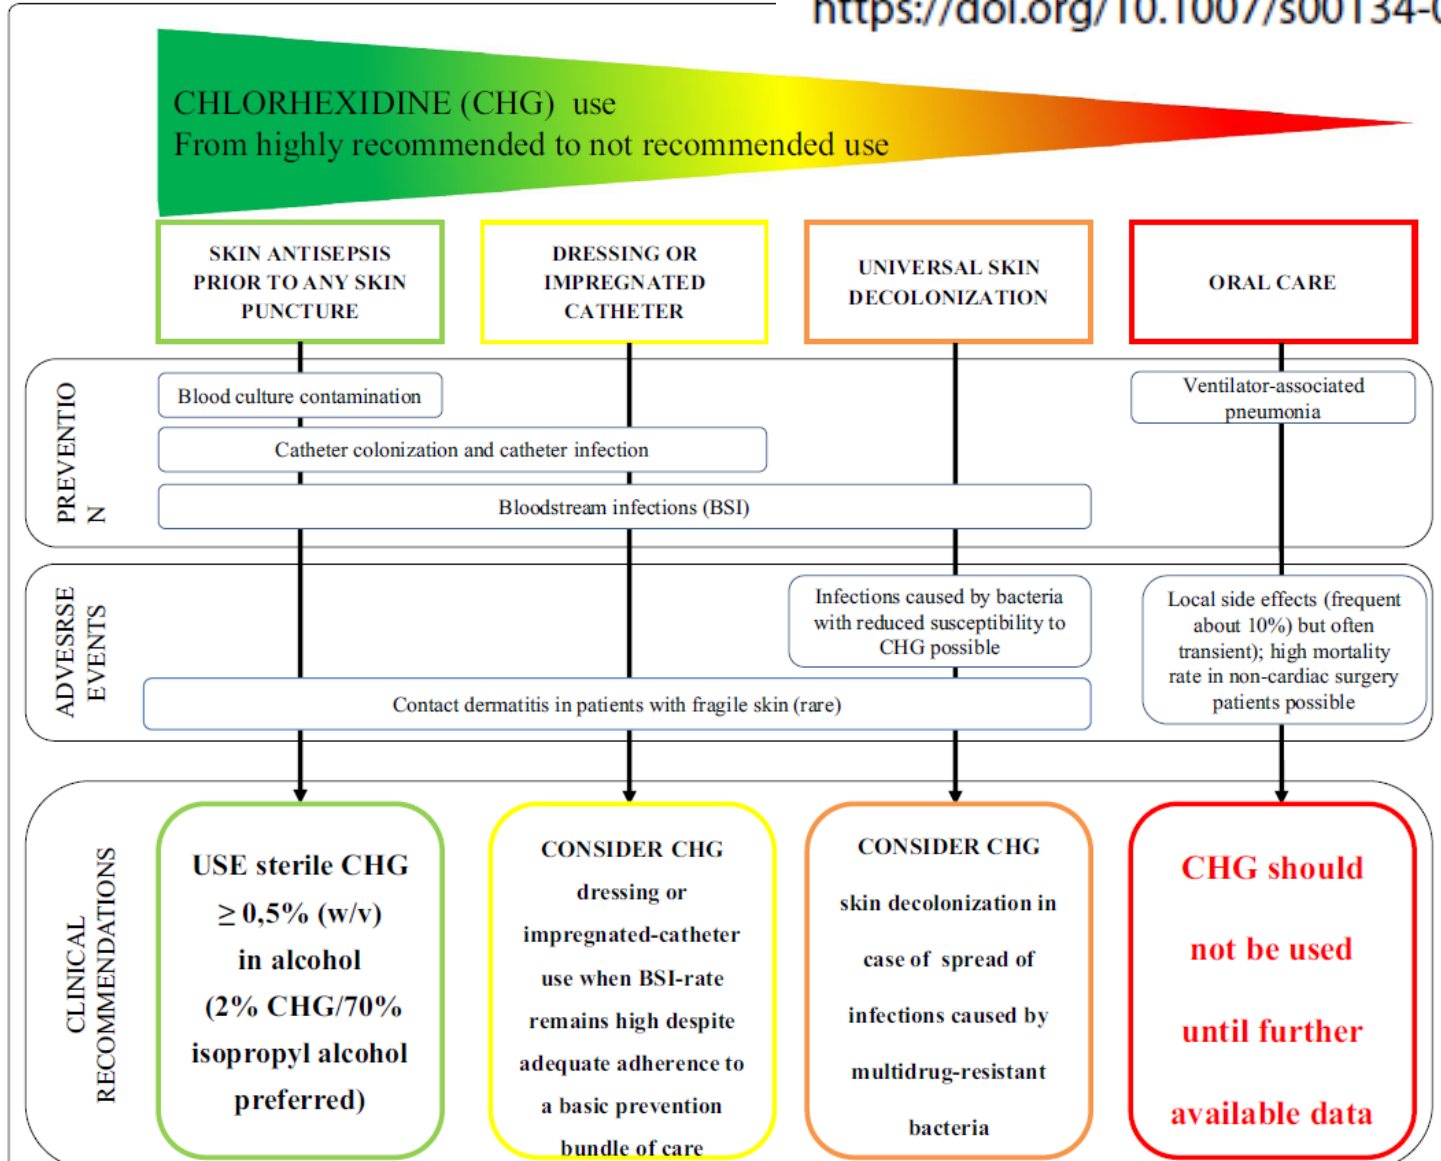 https://doi.org/10.1007/s00134-0
CHLORHEXIDINE (CHG) use
From highly recommended to not recommended use
SKIN ANTISEPSIS
PRIOR TO ANY SKIN
PUNCTURE
DRESSING OR
IMPREGNATED
CATHETER
UNIVERSAL SKIN
DECOLONIZATION
ORAL CARE
PREVENTIO
N
Blood culture contamination
Ventilator-associated
pneumonia
Catheter colonization and catheter infection
Bloodstream infections (BSI)
ADVESRSE
EVENTS
Infections caused by bacteria
with reduced susceptibility to
CHG possible
Local side effects (frequent
about 10%) but often
transient); high mortality
rate in non-cardiac surgery
patients possible
Contact dermatitis in patients with fragile skin (rare)
CLINICAL
RECOMMENDATIONS
USE sterile CHG
≥ 0,5% (w/v)
in alcohol
(2% CHG/70%
isopropyl alcohol
preferred)
CONSIDER CHG
dressing or
impregnated-catheter
use when BSI-rate
remains high despite
adequate adherence to
a basic prevention
bundle of care
CONSIDER CHG
skin decolonization in
case of spread of
infections caused by
multidrug-resistant
bacteria
CHG should
not be used
until further
available data